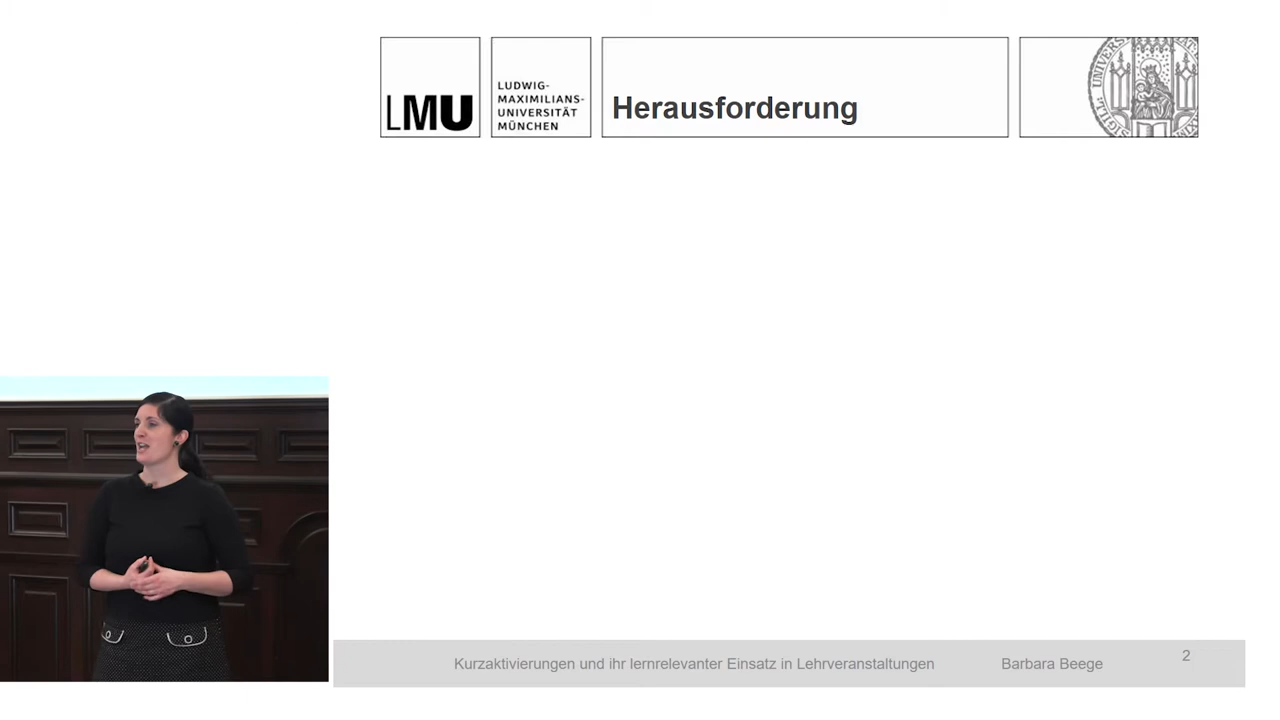 LMU
LUDWIG-
MAXIMILIANS-
UNIVERSITÄT
MÜNCHEN
Herausforderung
Kurzaktivierungen und ihr lernrelevanter Einsatz in Lehrveranstaltungen
Barbara Beege
2